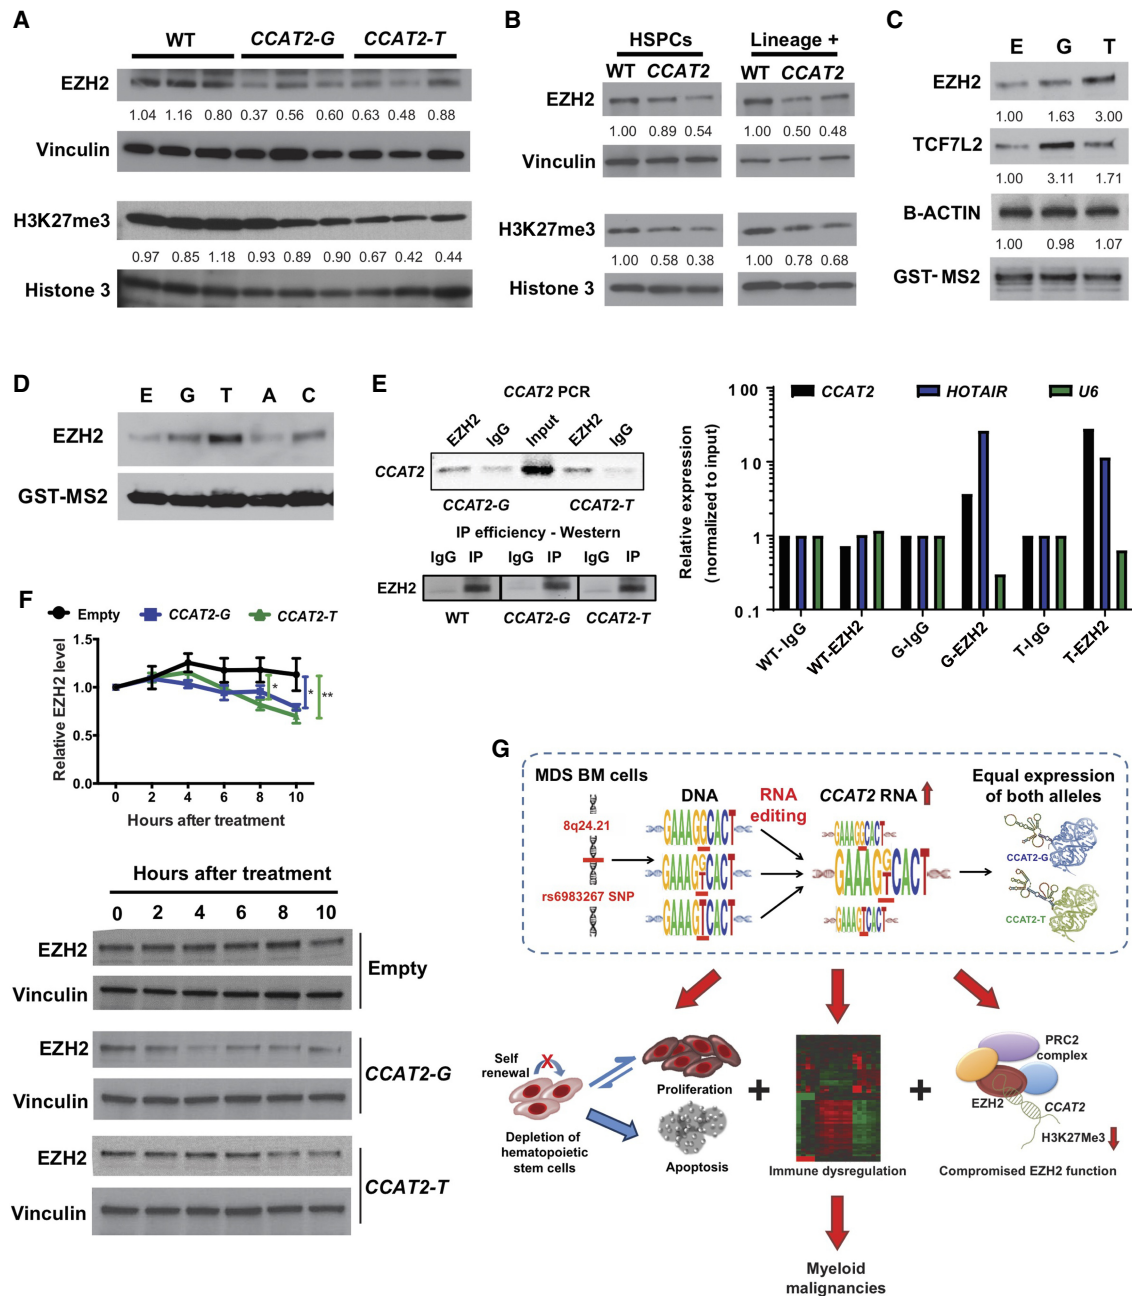 A
WT CCAT2-G CCAT2-T
EZH2
1.04 1.16 0.80 0.37 0.56 0.60 0.63 0.48 0.88
Vinculin
H3K27me3
0.97 0.85 1.18 0.93 0.89 0.90 0.67 0.42 0.44
Histone 3
B
HSPCs Lineage +
WT CCAT2 WT CCAT2
EZH2
1.00 0.89 0.54 1.00 0.50 0.48
Vinculin
H3K27me3
1.00 0.58 0.38 1.00 0.78 0.68
Histone 3
C
E G T
EZH2
1.00 1.63 3.00
TCF7L2
1.00 3.11 1.71
B-ACTIN
1.00 0.98 1.07
GST-MS2
D
E G T A C
EZH2
GST-MS2
E
CCAT2 PCR
EZH2 IgG Input EZH2 IgG
CCAT2
CCAT2-G CCAT2-T
IP efficiency - Western
IgG IP IgG IP IgG IP
EZH2
WT CCAT2-G CCAT2-T
CCAT2 HOTAIR U6
Relative expression
(normalized to input)
100
10
1
0.1
WT-IgG WT-EZH2 G-IgG G-EZH2 T-IgG T-EZH2
F
Empty CCAT2-G CCAT2-T
Relative EZH2 level
1.5
1.0
0.5
0.0
* * **
0 2 4 6 8 10
Hours after treatment
Hours after treatment
0 2 4 6 8 10
EZH2
Vinculin
Empty
EZH2
Vinculin
CCAT2-G
EZH2
Vinculin
CCAT2-T
G
MDS BM cells
8q24.21
rs6983267 SNP
DNA
GAAAGGCACT
GAAAGGTCACT
GAAAGTCACT
RNA
editing
CCAT2 RNA
GAAAGGCACT
GAAAGGTCACT
GAAAGTCACT
Equal expression
of both alleles
CCAT2-G
CCAT2-T
Self
renewal
X
Depletion of
hematopoietic
stem cells
Proliferation
Apoptosis
+
Immune dysregulation
+
PRC2
complex
EZH2
CCAT2
H3K27Me3
Compromised EZH2 function
Myeloid
malignancies